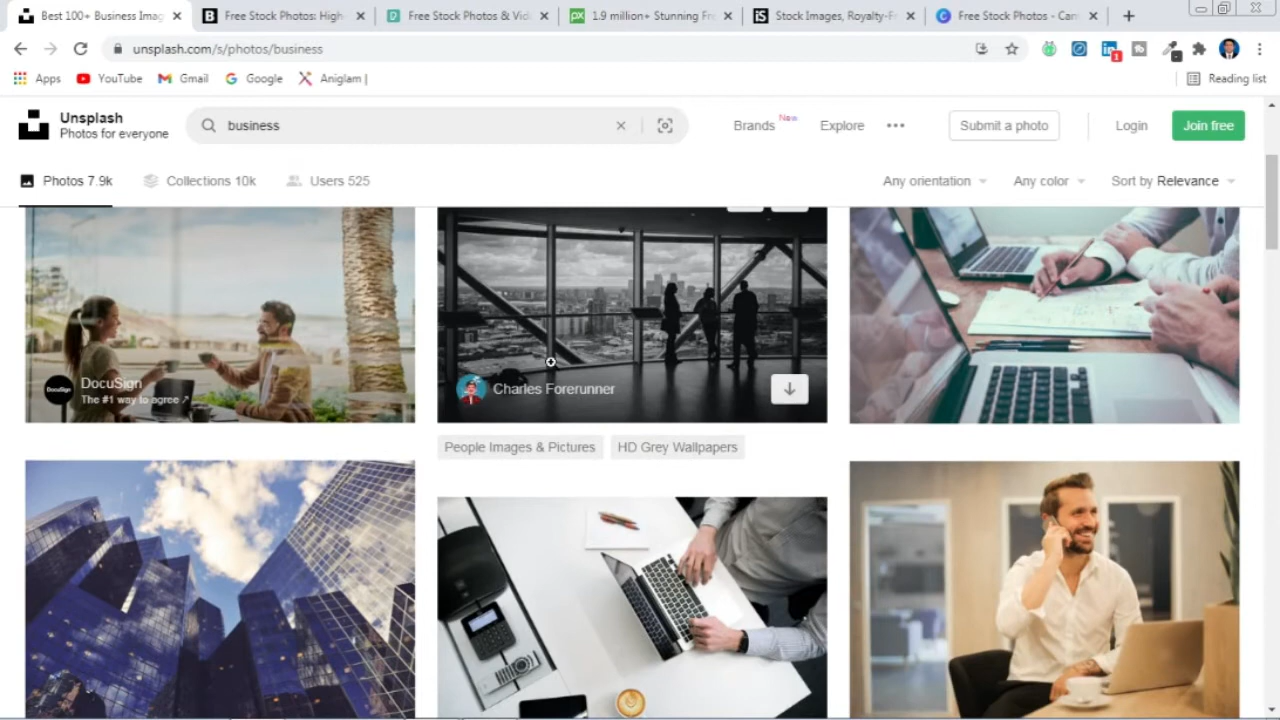 Best 100+ Business Imag
Free Stock Photos: High
Free Stock Photos & Vid
1.9 million+ Stunning Fr
Stock Images, Royalty-F
Free Stock Photos - Can
unsplash.com/s/photos/business
1
Apps
YouTube
Gmail
Google
Aniglam |
Reading list
Unsplash
Photos for everyone
business
Brands New
Explore
Submit a photo
Login
Join free
Photos 7.9k
Collections 10k
Users 525
Any orientation
Any color
Sort by Relevance
DocuSign
DocuSign
The #1 way to agree ↗
Charles Forerunner
People Images & Pictures
HD Grey Wallpapers